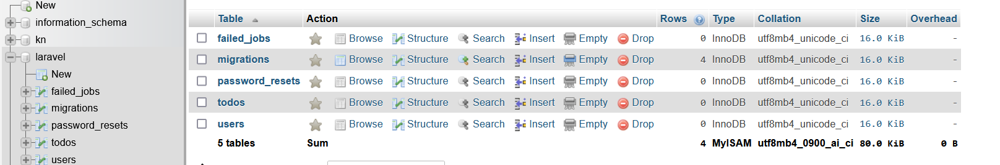 New
information_schema
kn
laravel
New
failed_jobs
migrations
password_resets
todos
users
Table Action Rows Type Collation Size Overhead
failed_jobs Browse Structure Search Insert Empty Drop 0 InnoDB utf8mb4_unicode_ci 16.0 KiB -
migrations Browse Structure Search Insert Empty Drop 4 InnoDB utf8mb4_unicode_ci 16.0 KiB -
password_resets Browse Structure Search Insert Empty Drop 0 InnoDB utf8mb4_unicode_ci 16.0 KiB -
todos Browse Structure Search Insert Empty Drop 0 InnoDB utf8mb4_unicode_ci 16.0 KiB -
users Browse Structure Search Insert Empty Drop 0 InnoDB utf8mb4_unicode_ci 16.0 KiB -
5 tables Sum 4 MyISAM utf8mb4_0900_ai_ci 80.0 KiB 0 B